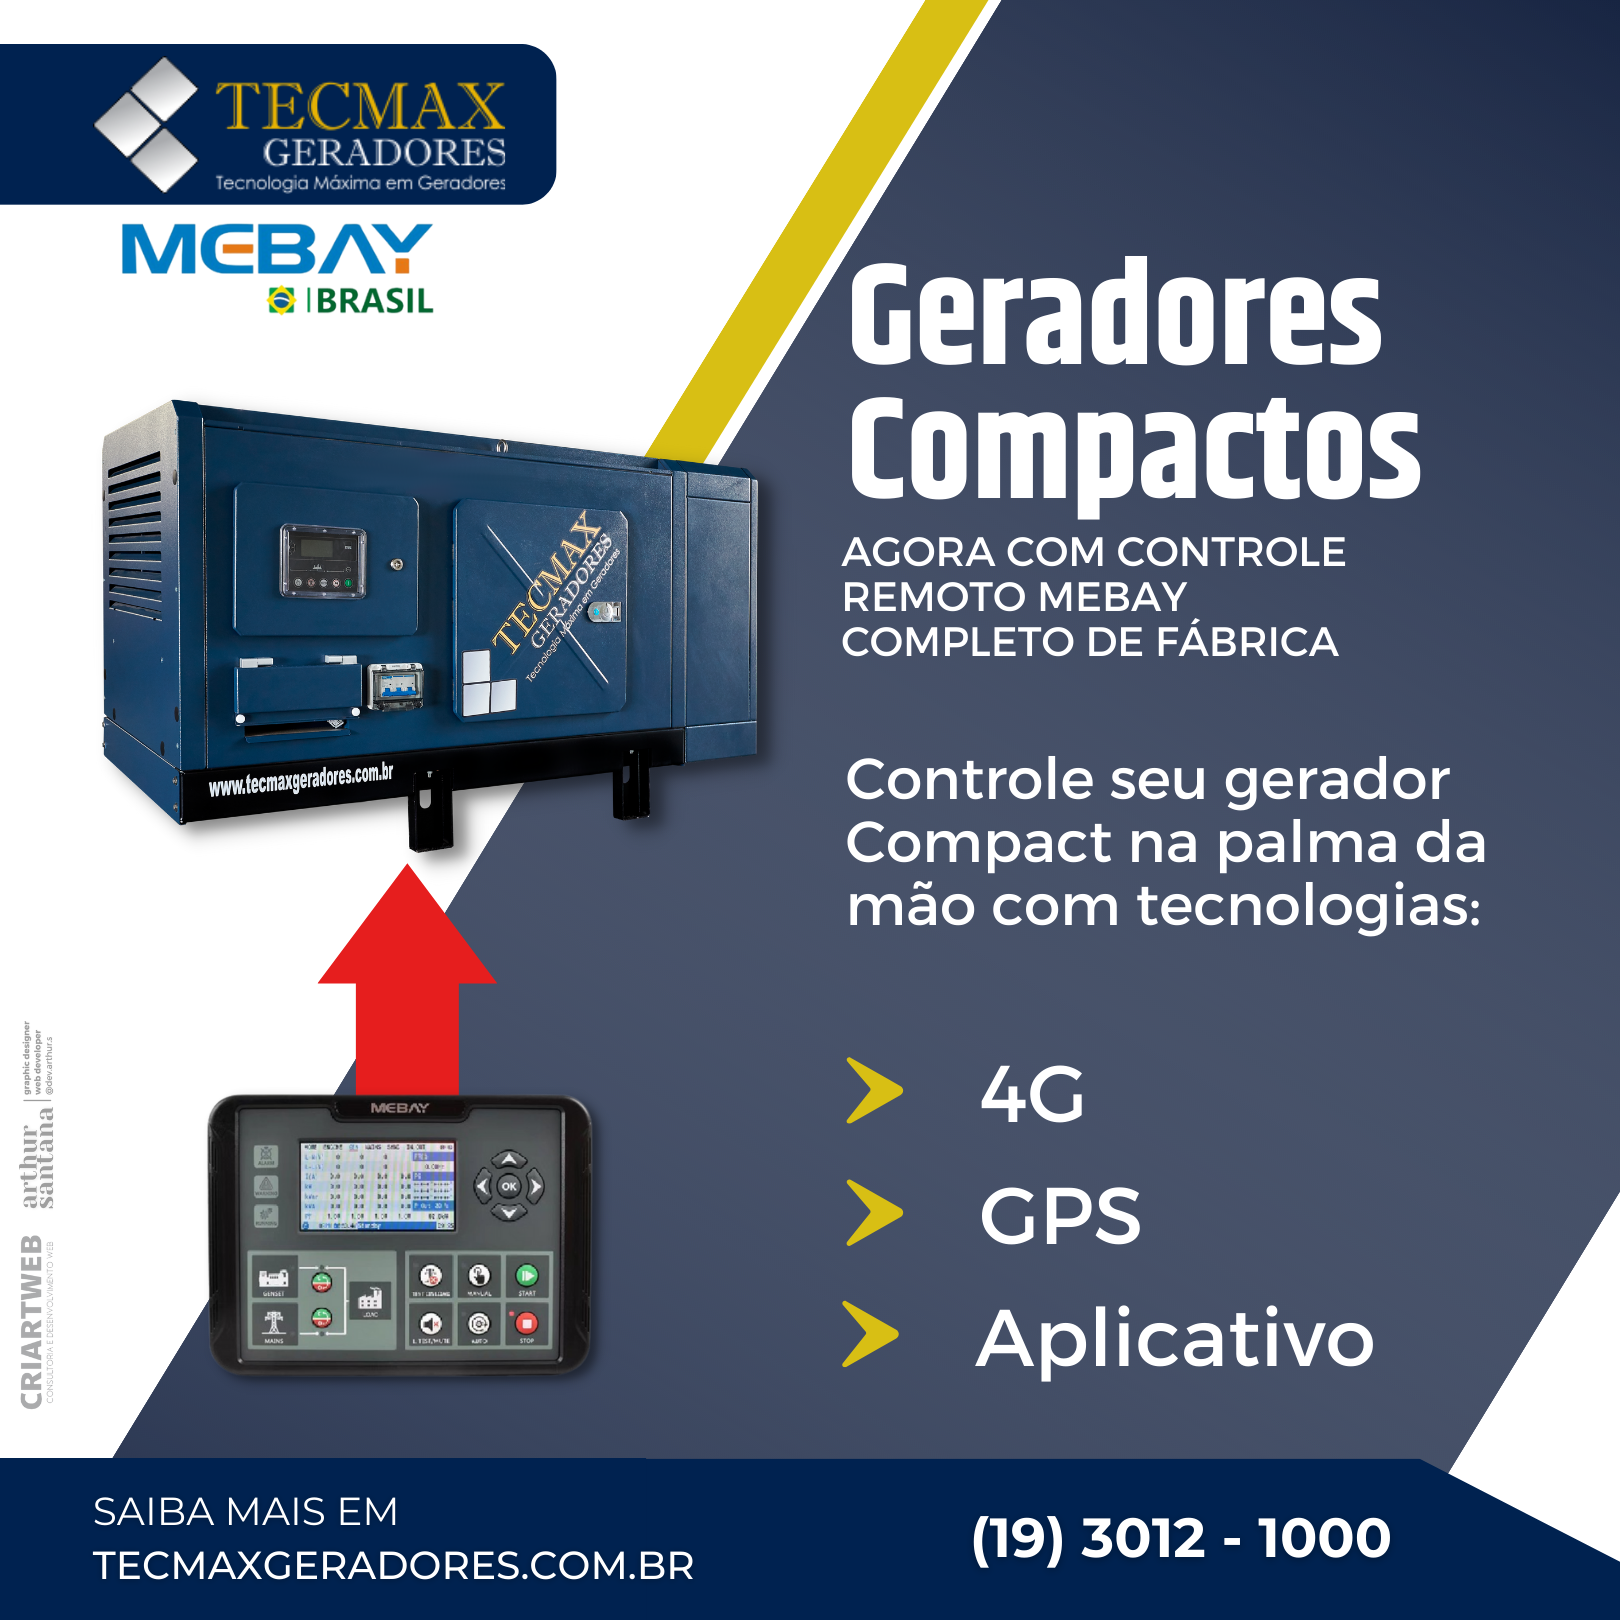 TECMAX
GERADORES
Tecnologia Máxima em Geradores
MEBAY
BRASIL
Geradores
Compactos
AGORA COM CONTROLE
REMOTO MEBAY
COMPLETO DE FÁBRICA
TECMAX
GERADORES
Tecnologia Máxima em Geradores
www.tecmaxgeradores.com.br
Controle seu gerador
Compact na palma da
mão com tecnologias:
4G
GPS
Aplicativo
MEBAY
OK
GENSET
MAINS
LOAD
MANUAL
START
AUTO
STOP
graphic designer
web developer
@dev.arthur.s
arthur
santana
CRIARTWEB
CONSULTORIA E DESENVOLVIMENTO WEB
SAIBA MAIS EM
TECMAXGERADORES.COM.BR
(19) 3012 - 1000